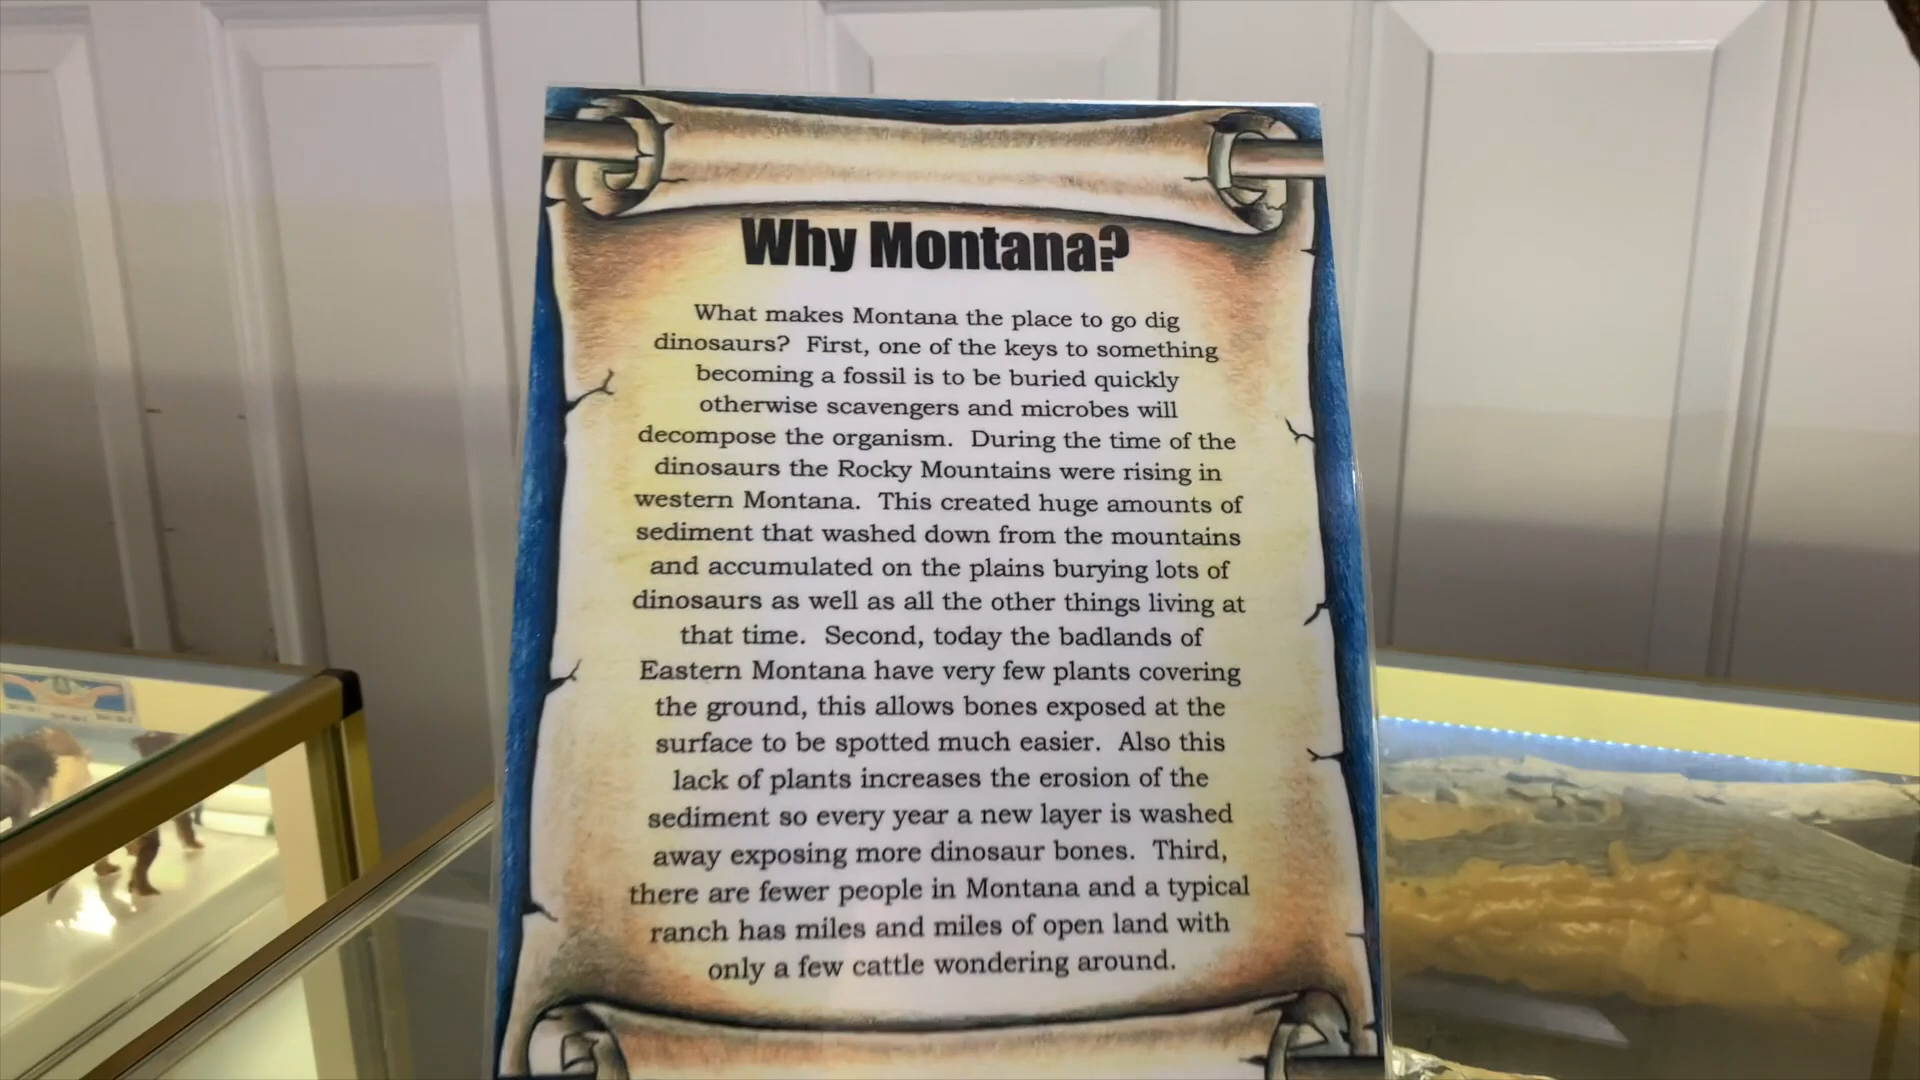 Why Montana?
What makes Montana the place to go dig
dinosaurs? First, one of the keys to something
becoming a fossil is to be buried quickly
otherwise scavengers and microbes will
decompose the organism. During the time of the
dinosaurs the Rocky Mountains were rising in
western Montana. This created huge amounts of
sediment that washed down from the mountains
and accumulated on the plains burying lots of
dinosaurs as well as all the other things living at
that time. Second, today the badlands of
Eastern Montana have very few plants covering
the ground, this allows bones exposed at the
surface to be spotted much easier. Also this
lack of plants increases the erosion of the
sediment so every year a new layer is washed
away exposing more dinosaur bones. Third,
there are fewer people in Montana and a typical
ranch has miles and miles of open land with
only a few cattle wondering around.